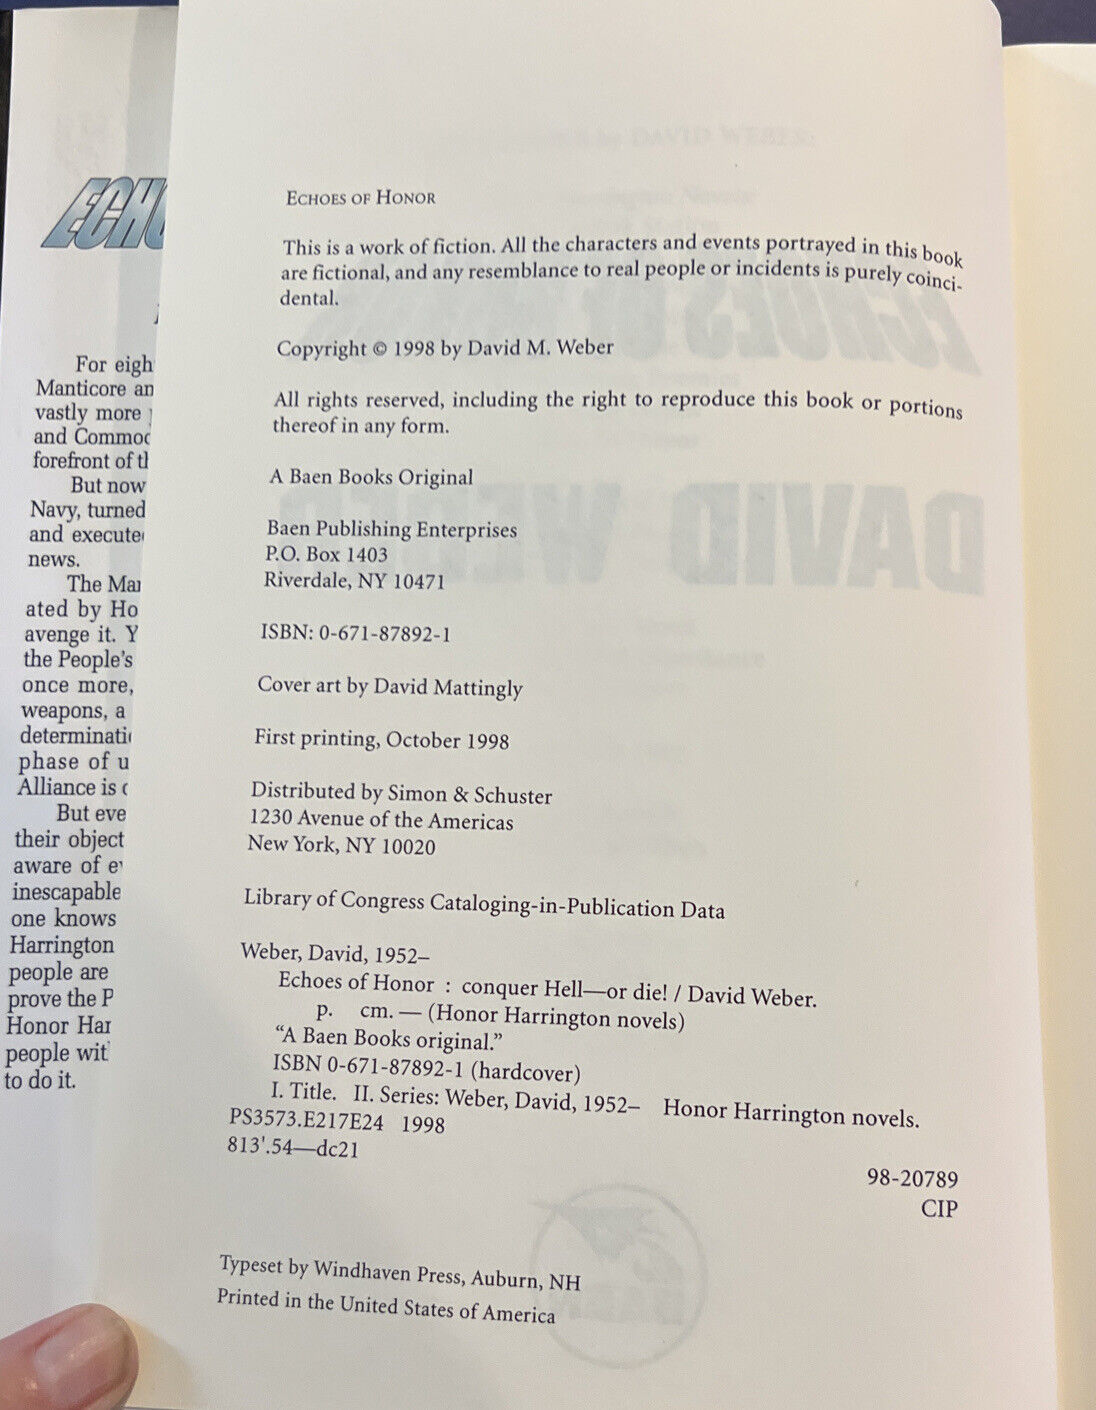 ECHO
For eigh
Manticore an
vastly more
and Commod
forefront of th
But now
Navy, turned
and execute
news.
The Man
ated by Ho
avenge it. Y
the People's
once more,
weapons, a
determinati
phase of u
Alliance is
But eve
their object
aware of e
inescapable
one knows
Harrington
people are
prove the P
Honor Har
people wit
to do it.
ECHOES OF HONOR
This is a work of fiction. All the characters and events portrayed in this book
are fictional, and any resemblance to real people or incidents is purely coinci-
dental.
Copyright © 1998 by David M. Weber
All rights reserved, including the right to reproduce this book or portions
thereof in any form.
A Baen Books Original
Baen Publishing Enterprises
P.O. Box 1403
Riverdale, NY 10471
ISBN: 0-671-87892-1
Cover art by David Mattingly
First printing, October 1998
Distributed by Simon & Schuster
1230 Avenue of the Americas
New York, NY 10020
Library of Congress Cataloging-in-Publication Data
Weber, David, 1952–
Echoes of Honor : conquer Hell—or die! / David Weber.
p. cm. — (Honor Harrington novels)
"A Baen Books original."
ISBN 0-671-87892-1 (hardcover)
I. Title. II. Series: Weber, David, 1952– Honor Harrington novels.
PS3573.E217E24 1998
813'.54—dc21
98-20789
CIP
Typeset by Windhaven Press, Auburn, NH
Printed in the United States of America